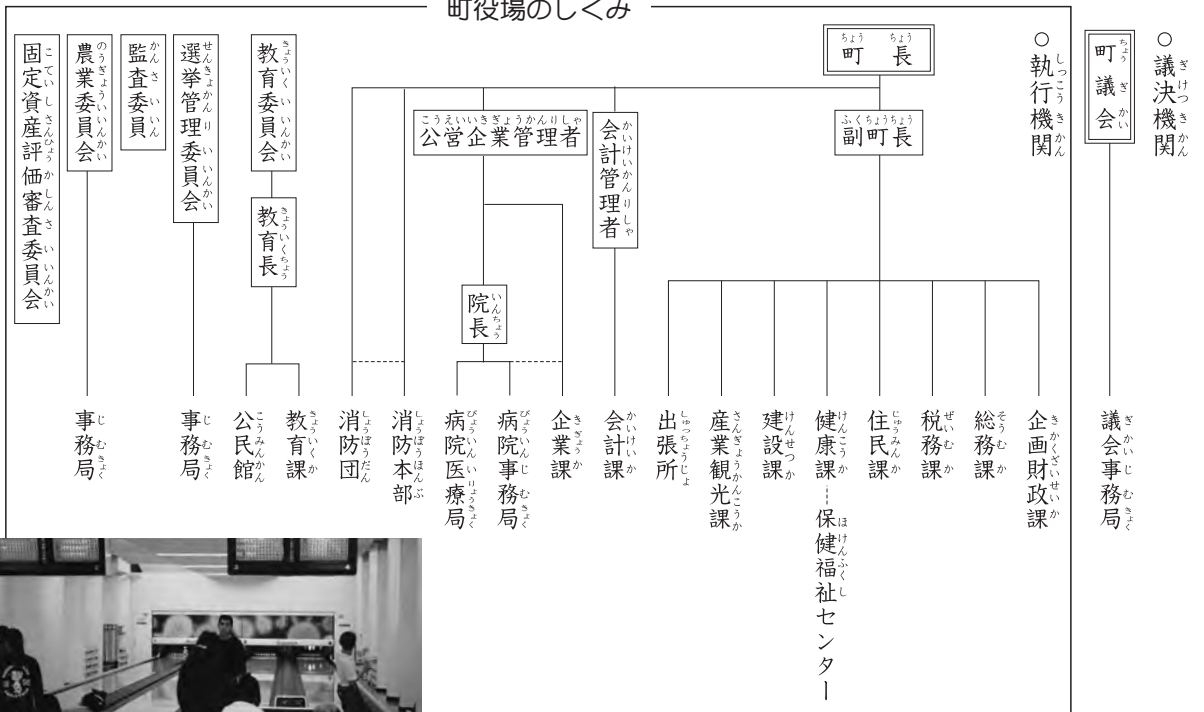 町役場のしくみ
○議決機関
町議会
議会事務局
○執行機関
町長
副町長
企画財政課
総務課
税務課
住民課
健康課
保健福祉センター
建設課
産業観光課
出張所
会計管理者
会計課
公営企業管理者
企業課
院長
病院事務局
病院医療局
消防本部
消防団
教育委員会
教育長
教育課
公民館
選挙管理委員会
事務局
監査委員
農業委員会
事務局
固定資産評価審査委員会